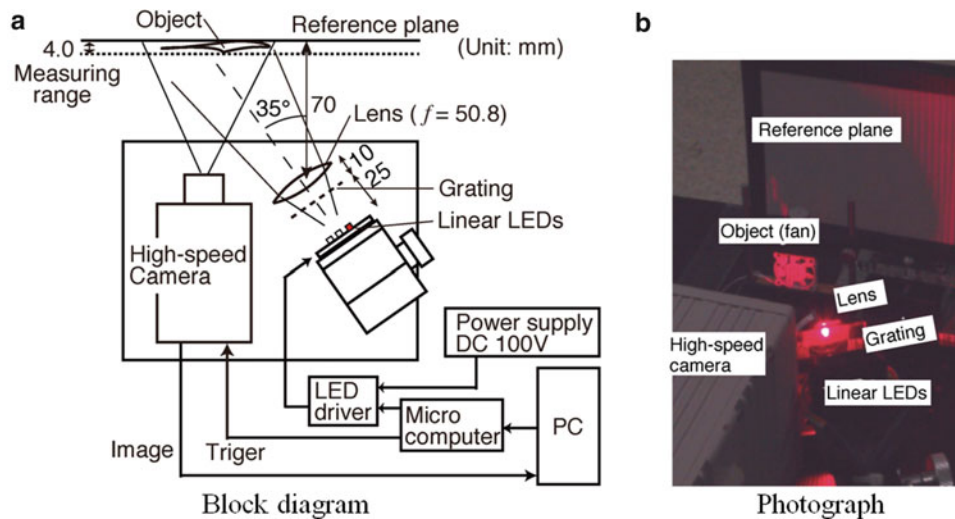 a
Object
Reference plane
4.0
(Unit: mm)
Measuring
range
35°
70
Lens (f = 50.8)
10
25
Grating
Linear LEDs
High-speed
Camera
Power supply
DC 100V
LED
driver
Micro
computer
PC
Image
Triger
Block diagram
b
Reference plane
Object (fan)
Lens
Grating
High-speed
camera
Linear LEDs
Photograph